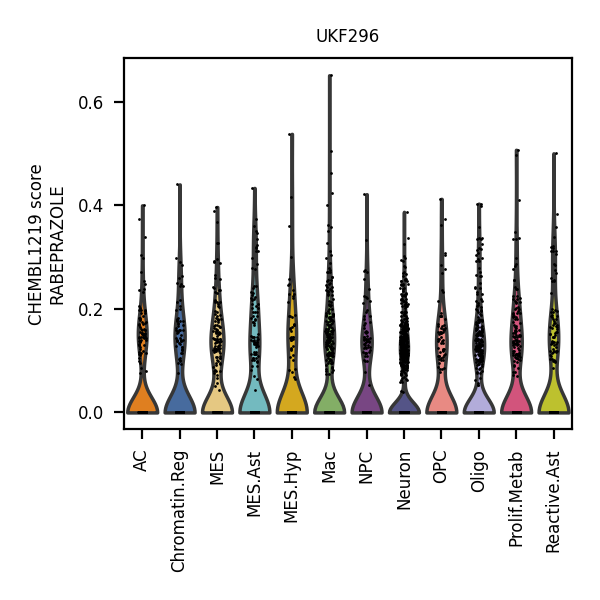 UKF296
CHEMBL1219 score
RABEPRAZOLE
0.6
0.4
0.2
0.0
AC
Chromatin.Reg
MES
MES.Ast
MES.Hyp
Mac
NPC
Neuron
OPC
Oligo
Prolif.Metab
Reactive.Ast